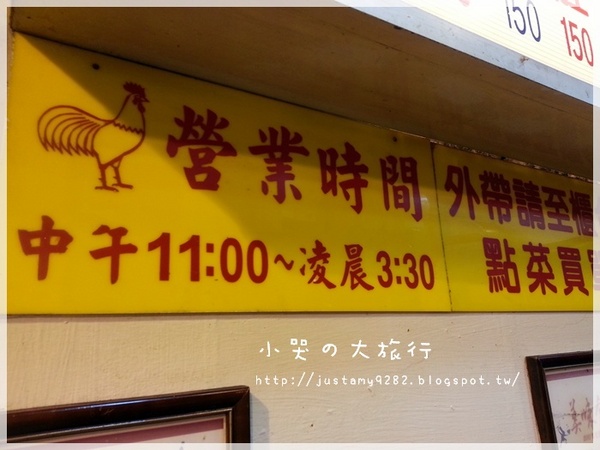 150
150
營業時間
中午11:00~凌晨3:30
外帶請至櫃
點菜買
小哭の大旅行
http://justamy9282.blogspot.tw/